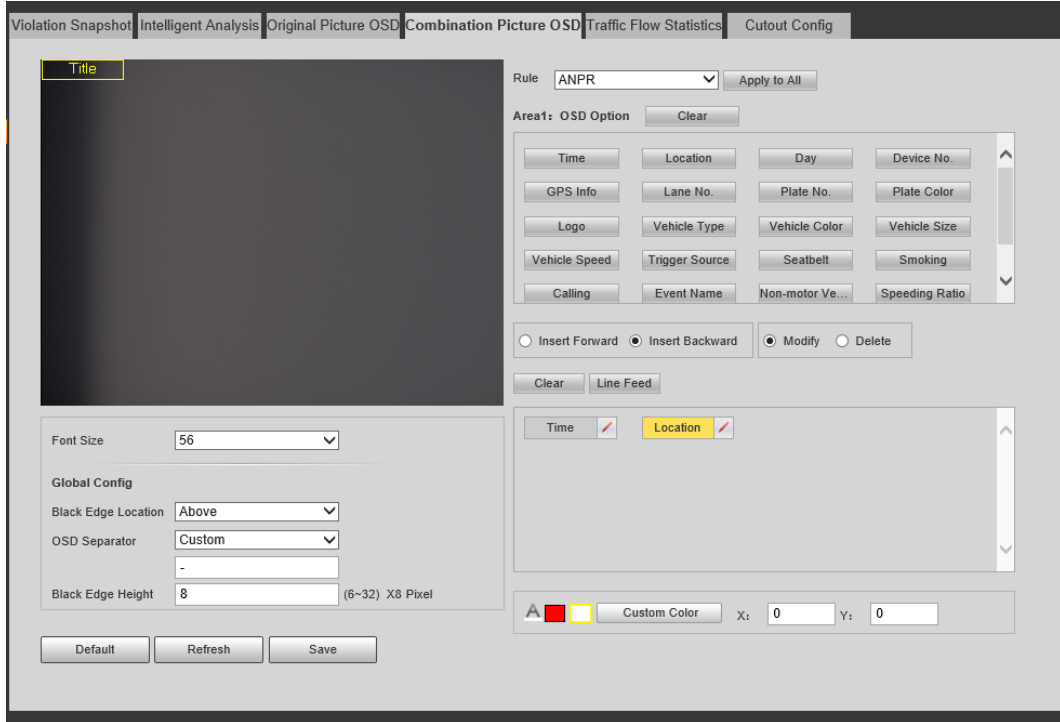 Violation Snapshot Intelligent Analysis Original Picture OSD Combination Picture OSD Traffic Flow Statistics Cutout Config
Title
Rule ANPR Apply to All
Area1: OSD Option Clear
Time Location Day Device No.
GPS Info Lane No. Plate No. Plate Color
Logo Vehicle Type Vehicle Color Vehicle Size
Vehicle Speed Trigger Source Seatbelt Smoking
Calling Event Name Non-motor Ve... Speeding Ratio
Insert Forward Insert Backward Modify Delete
Clear Line Feed
Time Location
Font Size 56
Global Config
Black Edge Location Above
OSD Separator Custom
-
Black Edge Height 8 (6~32) X8 Pixel
A Custom Color X: 0 Y: 0
Default Refresh Save